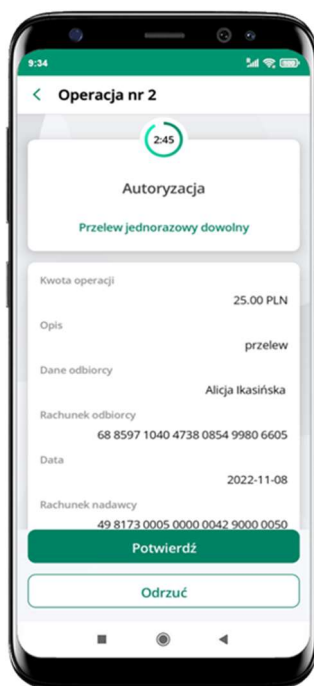 9:34
Operacja nr 2
2:45
Autoryzacja
Przelew jednorazowy dowolny
Kwota operacji
25.00 PLN
Opis
przelew
Dane odbiorcy
Alicja Ikasińska
Rachunek odbiorcy
68 8597 1040 4738 0854 9980 6605
Data
2022-11-08
Rachunek nadawcy
49 8173 0005 0000 0042 9000 0050
Potwierdź
Odrzuć